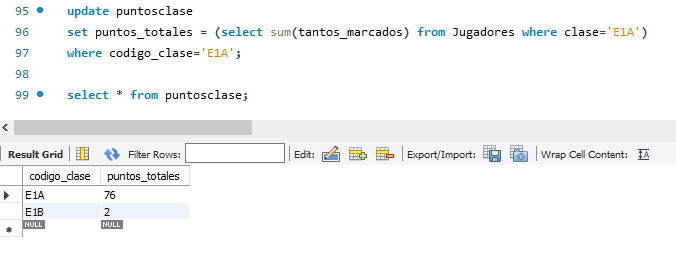 95 update puntosclase
96 set puntos_totales = (select sum(tantos_marcados) from Jugadores where clase='E1A')
97 where codigo_clase='E1A';
98
99 select * from puntosclase;
Result Grid Filter Rows: Edit: Export/Import: Wrap Cell Content: IA
codigo_clase puntos_totales
E1A 76
E1B 2
NULL NULL